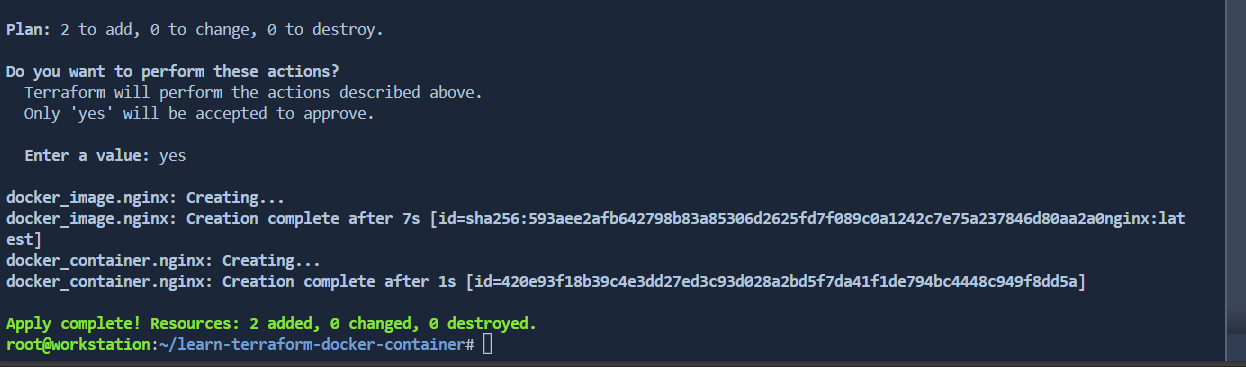 Plan: 2 to add, 0 to change, 0 to destroy.
Do you want to perform these actions?
Terraform will perform the actions described above.
Only 'yes' will be accepted to approve.
Enter a value: yes
docker_image.nginx: Creating...
docker_image.nginx: Creation complete after 7s [id=sha256:593aee2afb642798b83a85306d2625fd7f089c0a1242c7e75a237846d80aa2a0nginx:lat
est]
docker_container.nginx: Creating...
docker_container.nginx: Creation complete after 1s [id=420e93f18b39c4e3dd27ed3c93d028a2bd5f7da41f1de794bc4448c949f8dd5a]
Apply complete! Resources: 2 added, 0 changed, 0 destroyed.
root@workstation:~/learn-terraform-docker-container#